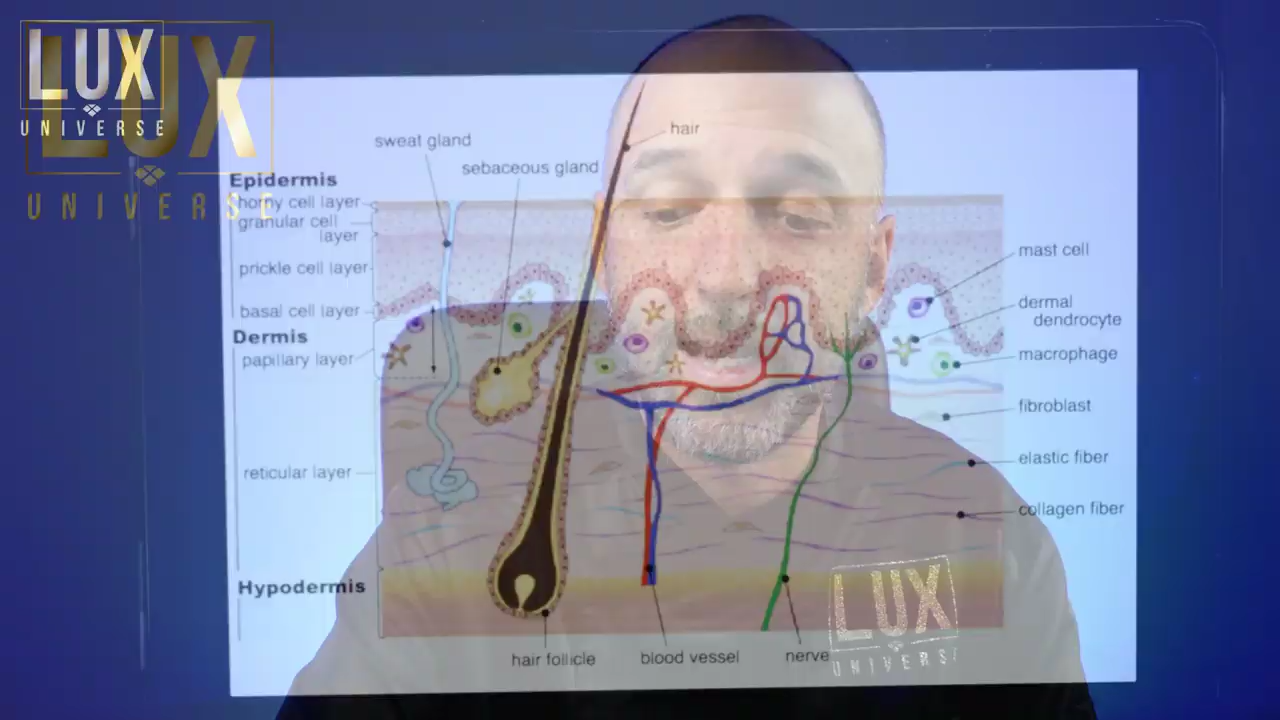 LUX
UNIVERSE
LUX
UNIVERSE
sweat gland
sebaceous gland
hair
Epidermis
horny cell layer
granular cell
layer
prickle cell layer
basal cell layer
Dermis
papillary layer
reticular layer
Hypodermis
mast cell
dermal
dendrocyte
macrophage
fibroblast
elastic fiber
collagen fiber
hair follicle
blood vessel
nerve
LUX
UNIVERSE